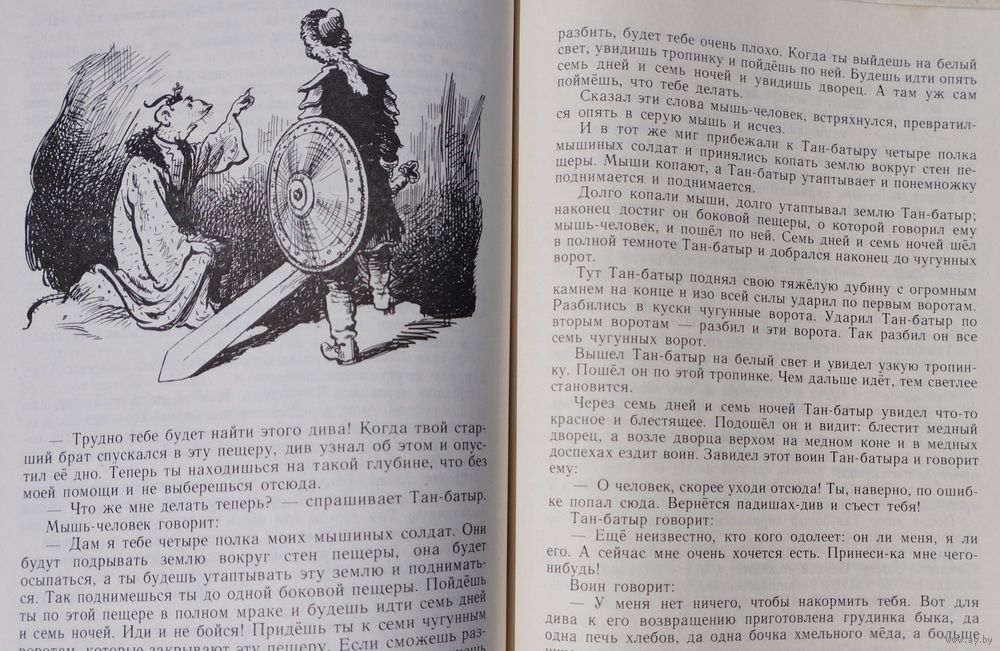 — Трудно тебе будет найти этого дива! Когда твой стар-
ший брат спускался в эту пещеру, див узнал об этом и опус-
тил её дно. Теперь ты находишься на такой глубине, что без
моей помощи и не выберешься отсюда.
— Что же мне делать теперь? — спрашивает Тан-батыр.
Мышь-человек говорит:
— Дам я тебе четыре полка моих мышиных солдат. Они
будут подрывать землю вокруг стен пещеры, она будет
осыпаться, а ты будешь утаптывать эту землю и поднимать-
ся. Так поднимешься ты до одной боковой пещеры. Пойдёшь
ты по этой пещере в полном мраке и будешь идти семь дней
и семь ночей. Иди и не бойся! Придёшь ты к семи чугунным
воротам, которые закрывают эту пещеру. Если сможешь раз-
разбить, будет тебе очень плохо. Когда ты выйдешь на белый
свет, увидишь тропинку и пойдёшь по ней. Будешь идти опять
семь дней и семь ночей и увидишь дворец. А там уж сам
поймёшь, что тебе делать.
Сказал эти слова мышь-человек, встряхнулся, превратил-
ся опять в серую мышь и исчез.
И в тот же миг прибежали к Тан-батыру четыре полка
мышиных солдат и принялись копать землю вокруг стен пе-
щеры. Мыши копают, а Тан-батыр утаптывает и понемножку
поднимается и поднимается.
Долго копали мыши, долго утаптывал землю Тан-батыр;
наконец достиг он боковой пещеры, о которой говорил ему
мышь-человек, и пошёл по ней. Семь дней и семь ночей шёл
в полной темноте Тан-батыр и добрался наконец до чугунных
ворот.
Тут Тан-батыр поднял свою тяжёлую дубину с огромным
камнем на конце и изо всей силы ударил по первым воротам.
Разбились в куски чугунные ворота. Ударил Тан-батыр по
вторым воротам — разбил и эти ворота. Так разбил он все
семь чугунных ворот.
Вышел Тан-батыр на белый свет и увидел узкую тропин-
ку. Пошёл он по этой тропинке. Чем дальше идёт, тем светлее
становится.
Через семь дней и семь ночей Тан-батыр увидел что-то
красное и блестящее. Подошёл он и видит: блестит медный
дворец, а возле дворца верхом на медном коне и в медных
доспехах ездит воин. Завидел этот воин Тан-батыра и говорит
ему:
— О человек, скорее уходи отсюда! Ты, наверно, по ошиб-
ке попал сюда. Вернётся падишах-див и съест тебя!
Тан-батыр говорит:
— Ещё неизвестно, кто кого одолеет: он ли меня, я ли
его. А сейчас мне очень хочется есть. Принеси-ка мне чего-
нибудь!
Воин говорит:
— У меня нет ничего, чтобы накормить тебя. Вот для
дива к его возвращению приготовлена грудинка быка, да
одна печь хлебов, да одна бочка хмельного мёда, а больше
www.ay.by